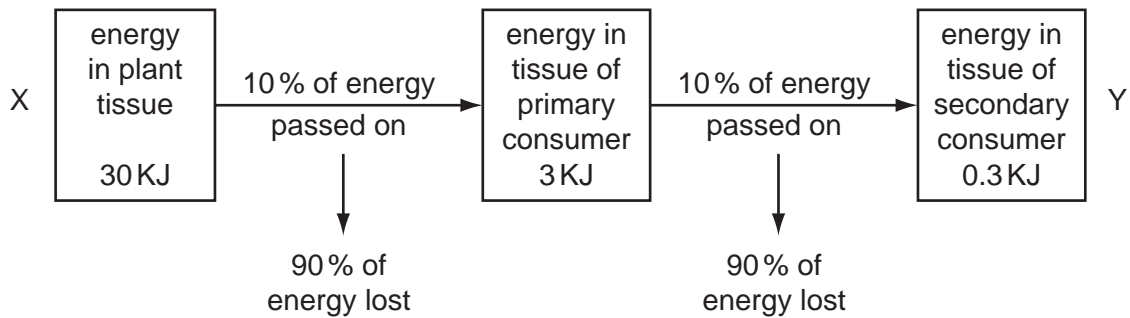 X
energy
in plant
tissue
30 KJ
10 % of energy
passed on
90 % of
energy lost
energy in
tissue of
primary
consumer
3 KJ
10 % of energy
passed on
90 % of
energy lost
energy in
tissue of
secondary
consumer
0.3 KJ
Y